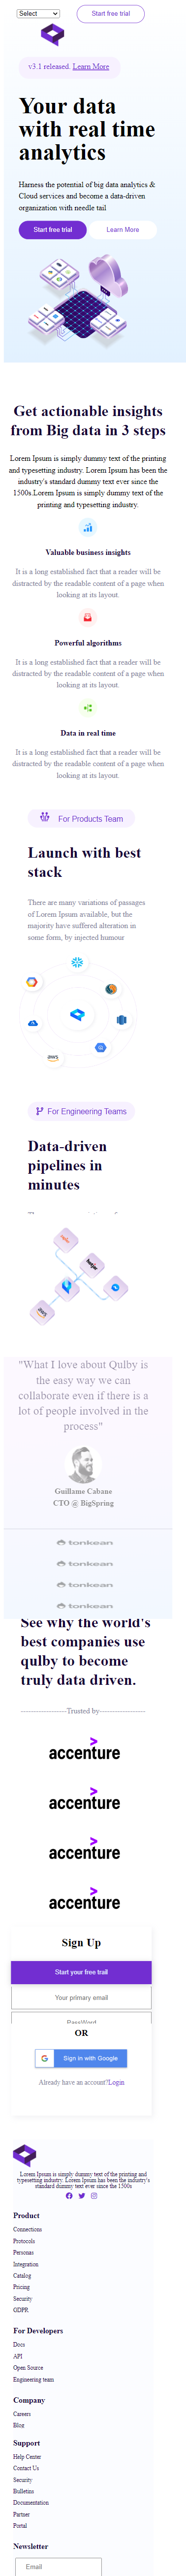 Select
Start free trial
v3.1 released. Learn More
Your data
with real time
analytics
Harness the potential of big data analytics &
Cloud services and become a data-driven
organization with needle tail
Start free trial
Learn More
Get actionable insights
from Big data in 3 steps
Lorem Ipsum is simply dummy text of the printing
and typesetting industry. Lorem Ipsum has been the
industry's standard dummy text ever since the
1500s.Lorem Ipsum is simply dummy text of the
printing and typesetting industry.
Valuable business insights
It is a long established fact that a reader will be
distracted by the readable content of a page when
looking at its layout.
Powerful algorithms
It is a long established fact that a reader will be
distracted by the readable content of a page when
looking at its layout.
Data in real time
It is a long established fact that a reader will be
distracted by the readable content of a page when
looking at its layout.
For Products Team
Launch with best
stack
There are many variations of passages
of Lorem Ipsum available, but the
majority have suffered alteration in
some form, by injected humour
aws
For Engineering Teams
Data-driven
pipelines in
minutes
hotjar
aws
"What I love about Qulby is
the easy way we can
collaborate even if there is a
lot of people involved in the
process"
Guillame Cabane
CTO @ BigSpring
tonkean
tonkean
tonkean
tonkean
See why the world's
best companies use
qulby to become
truly data driven.
Trusted by
accenture
accenture
accenture
accenture
Sign Up
Start your free trail
Your primary email
PassWord
OR
Sign in with Google
Already have an account?Login
Lorem Ipsum is simply dummy text of the printing and
typesetting industry. Lorem Ipsum has been the industry's
standard dummy text ever since the 1500s
Product
Connections
Protocols
Personas
Integration
Catalog
Pricing
Security
GDPR
For Developers
Docs
API
Open Source
Engineering team
Company
Careers
Blog
Support
Help Center
Contact Us
Security
Bulletins
Documentation
Partner
Portal
Newsletter
Email